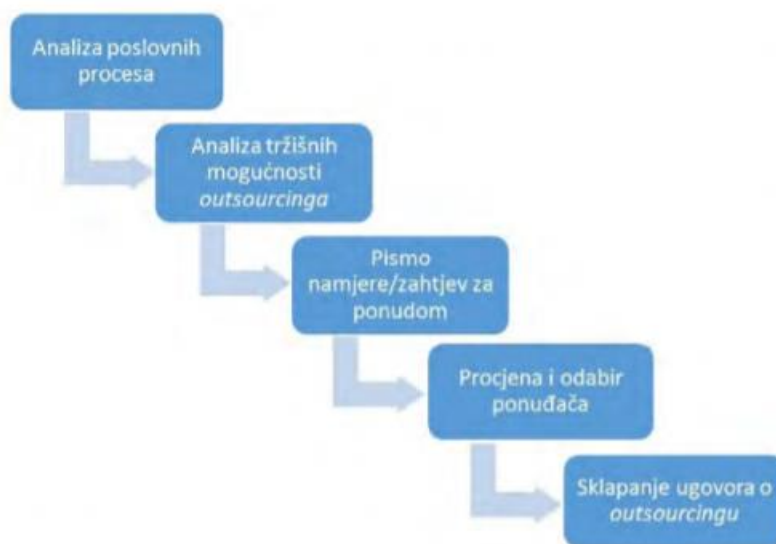 Analiza poslovnih
procesa
Analiza tržišnih
mogućnosti
outsourcinga
Pismo
namjere/zahtjev za
ponudom
Procjena i odabir
ponuđača
Sklapanje ugovora o
outsourcingu